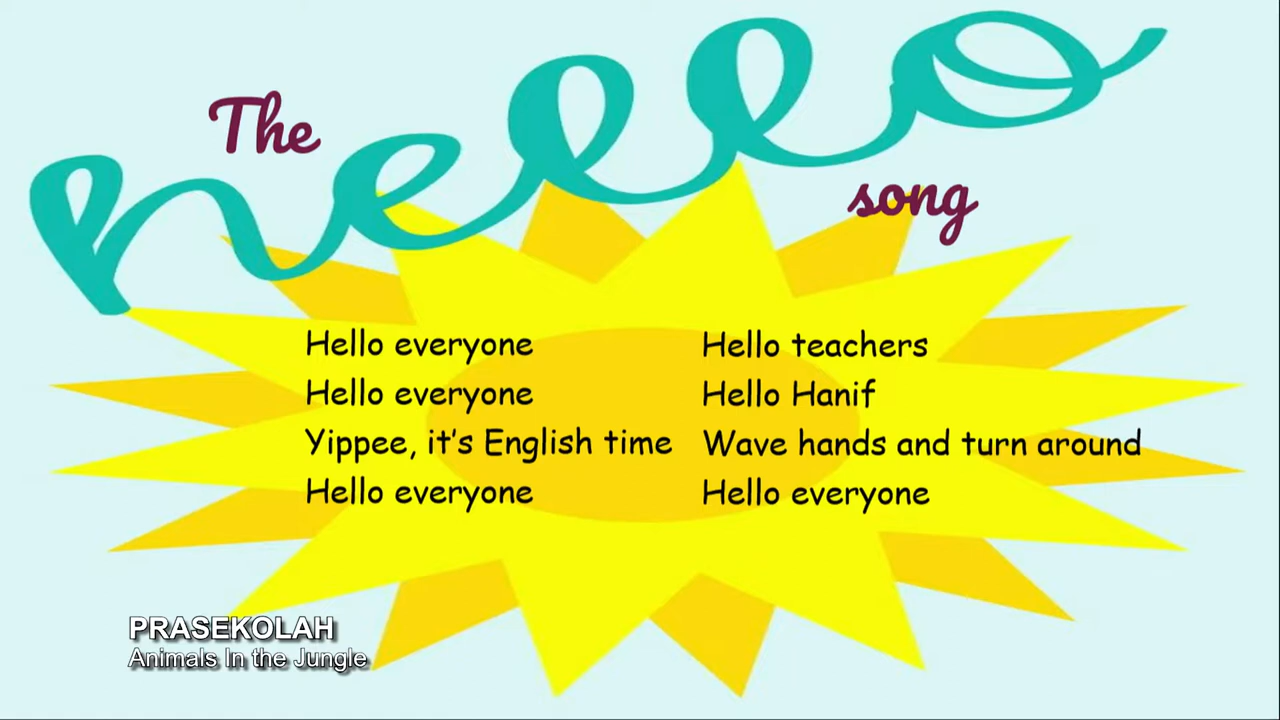 The
hello
song
Hello everyone
Hello everyone
Yippee, it's English time
Hello everyone
Hello teachers
Hello Hanif
Wave hands and turn around
Hello everyone
PRASEKOLAH
Animals In the Jungle